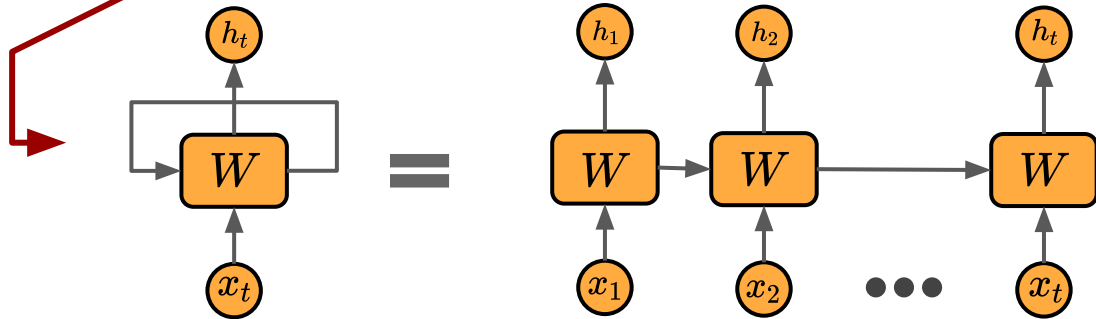 h_t h_1 h_2 h_t
W = W W W
x_t x_1 x_2 ••• x_t